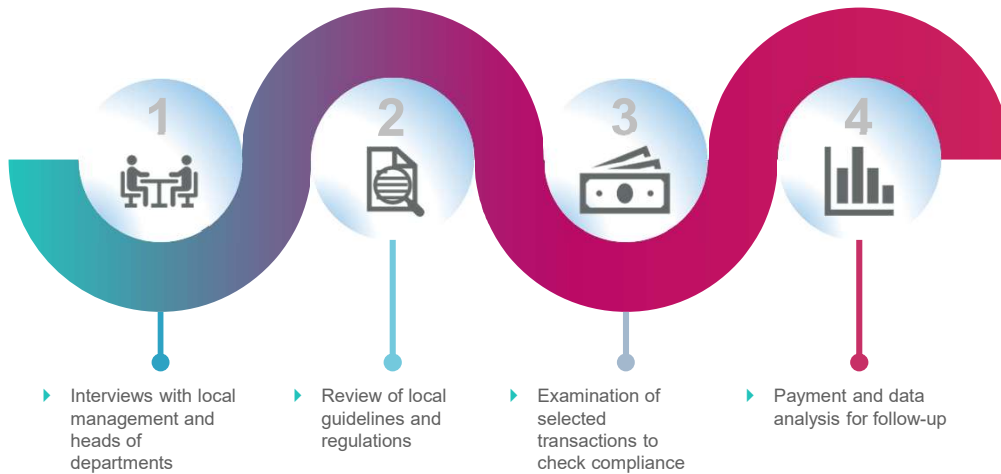 1
2
3
4
Interviews with local
management and
heads of
departments
Review of local
guidelines and
regulations
Examination of
selected
transactions to
check compliance
Payment and data
analysis for follow-up